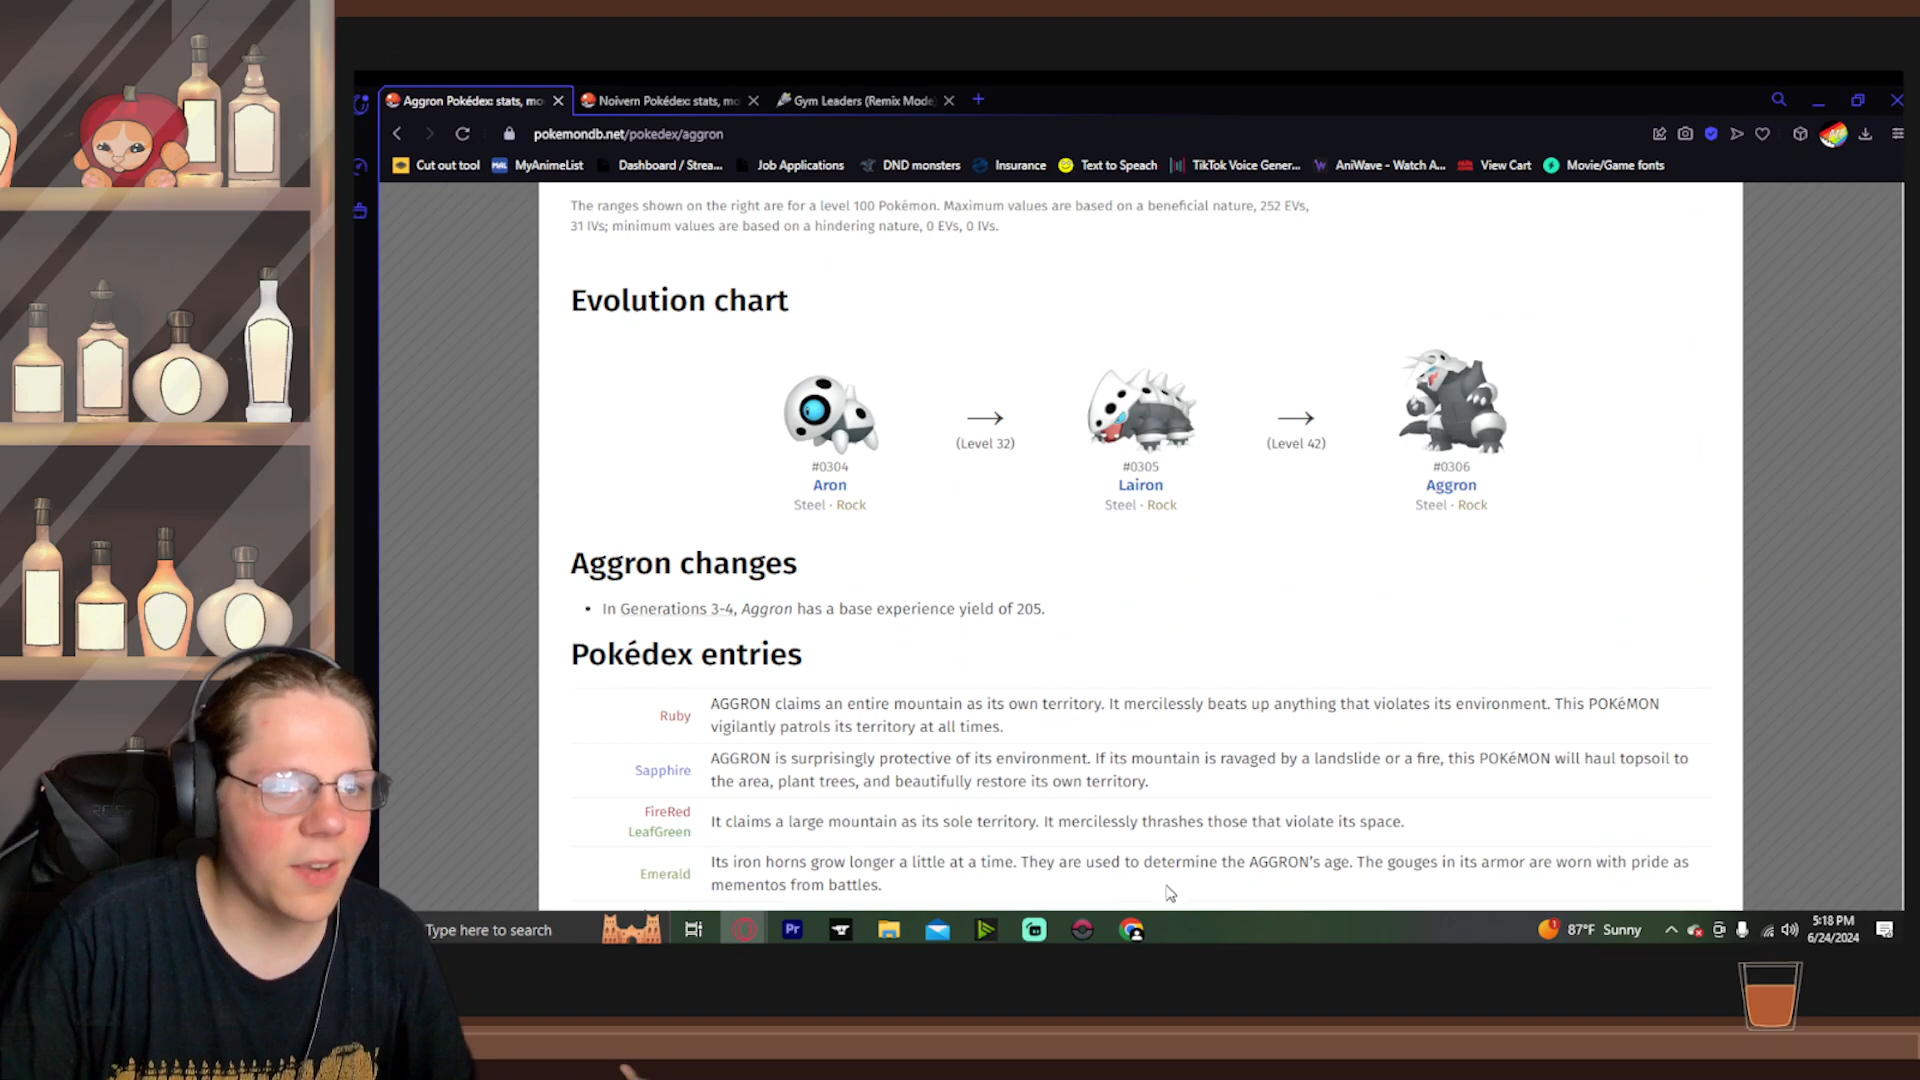 Aggron Pokédex: stats, mo
Noivern Pokédex: stats, mo
Gym Leaders (Remix Mode
pokemondb.net/pokedex/aggron
Cut out tool
MyAnimeList
Dashboard / Strea...
Job Applications
DND monsters
Insurance
Text to Speach
TikTok Voice Gener...
AniWave - Watch A...
View Cart
Movie/Game fonts
The ranges shown on the right are for a level 100 Pokémon. Maximum values are based on a beneficial nature, 252 EVs,
31 IVs; minimum values are based on a hindering nature, 0 EVs, 0 IVs.
Evolution chart
(Level 32)
(Level 42)
#0304
Aron
Steel · Rock
#0305
Lairon
Steel · Rock
#0306
Aggron
Steel · Rock
Aggron changes
• In Generations 3-4, Aggron has a base experience yield of 205.
Pokédex entries
Ruby
AGGRON claims an entire mountain as its own territory. It mercilessly beats up anything that violates its environment. This POKéMON
vigilantly patrols its territory at all times.
Sapphire
AGGRON is surprisingly protective of its environment. If its mountain is ravaged by a landslide or a fire, this POKéMON will haul topsoil to
the area, plant trees, and beautifully restore its own territory.
FireRed
LeafGreen
It claims a large mountain as its sole territory. It mercilessly thrashes those that violate its space.
Emerald
Its iron horns grow longer a little at a time. They are used to determine the AGGRON's age. The gouges in its armor are worn with pride as
mementos from battles.
Type here to search
Pr
87°F Sunny
5:18 PM
6/24/2024